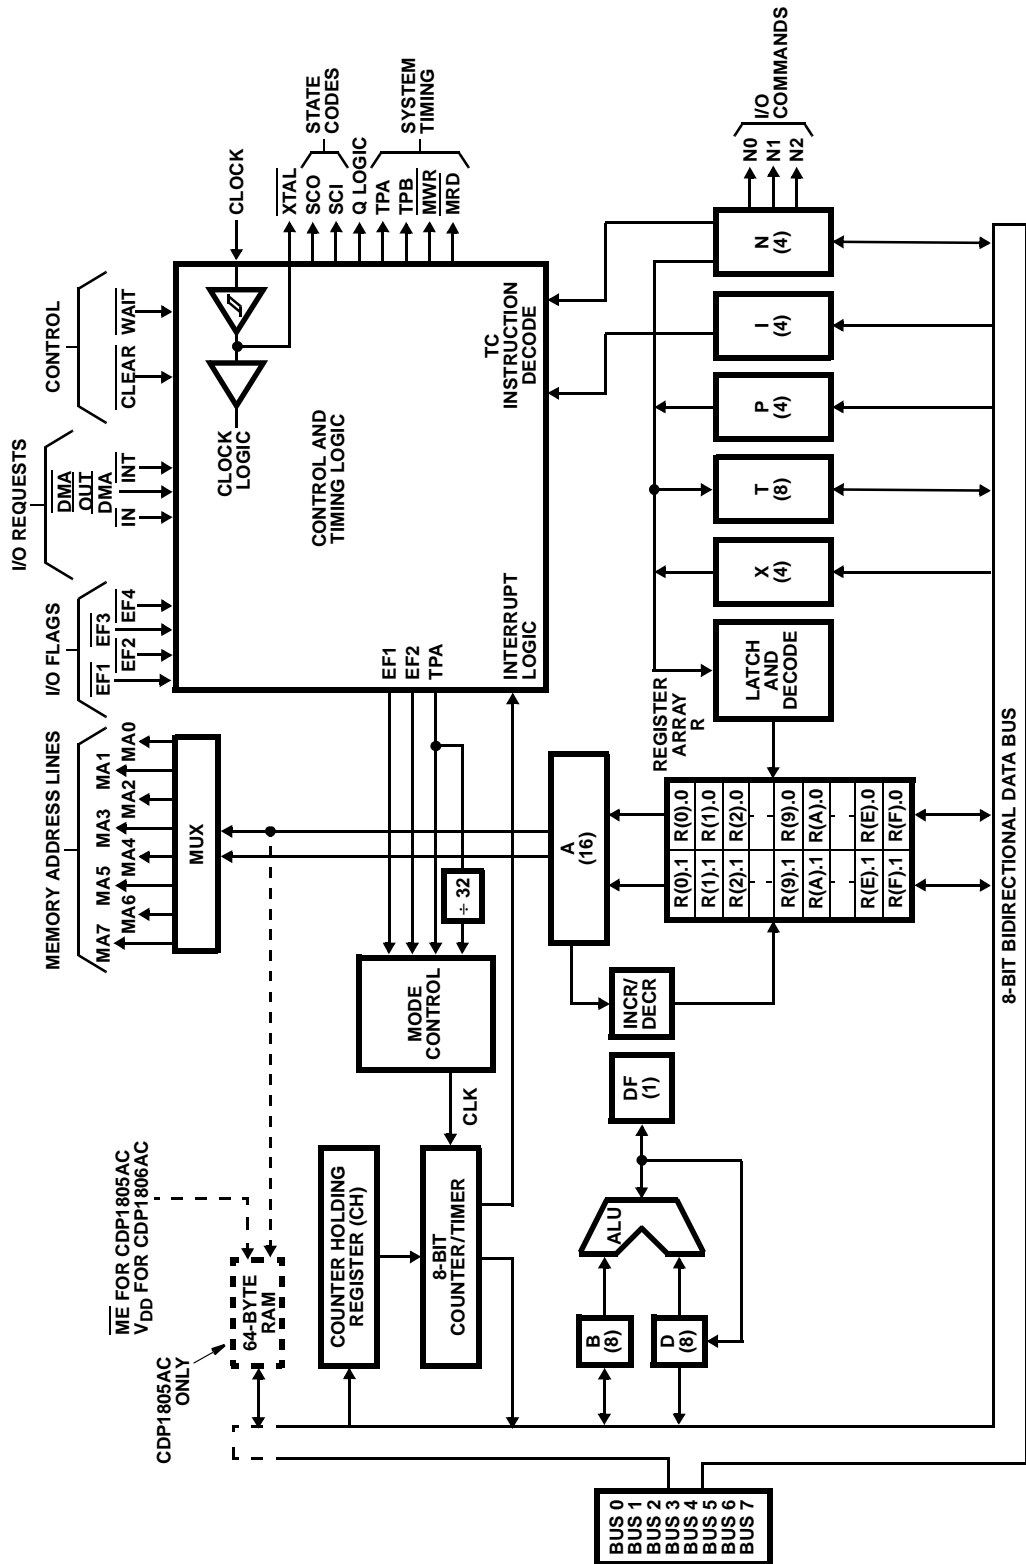 MEMORY ADDRESS LINES
MA7
MA6
MA5
MA4
MA3
MA2
MA1
MA0
MUX
I/O FLAGS
EF1
EF2
EF3
EF4
I/O REQUESTS
DMA
IN
DMA
OUT
INT
CONTROL
CLEAR
WAIT
CLOCK
XTAL
SCO
SCI
STATE
CODES
Q LOGIC
TPA
TPB
MWR
MRD
SYSTEM
TIMING
CLOCK
LOGIC
CONTROL AND
TIMING LOGIC
EF1
EF2
TPA
INTERRUPT
LOGIC
TC
INSTRUCTION
DECODE
ME FOR CDP1805AC
VDD FOR CDP1806AC
CDP1805AC
ONLY
64-BYTE
RAM
COUNTER HOLDING
REGISTER (CH)
8-BIT
COUNTER/TIMER
CLK
MODE
CONTROL
÷ 32
A
(16)
INCR/
DECR
DF
(1)
ALU
B
(8)
D
(8)
REGISTER
ARRAY
R
R(0).1 R(0).0
R(1).1 R(1).0
R(2).1 R(2).0
R(9).1 R(9).0
R(A).1 R(A).0
R(E).1 R(E).0
R(F).1 R(F).0
LATCH
AND
DECODE
X
(4)
T
(8)
P
(4)
I
(4)
N
(4)
N0
N1
N2
I/O
COMMANDS
8-BIT BIDIRECTIONAL DATA BUS
BUS 0
BUS 1
BUS 2
BUS 3
BUS 4
BUS 5
BUS 6
BUS 7